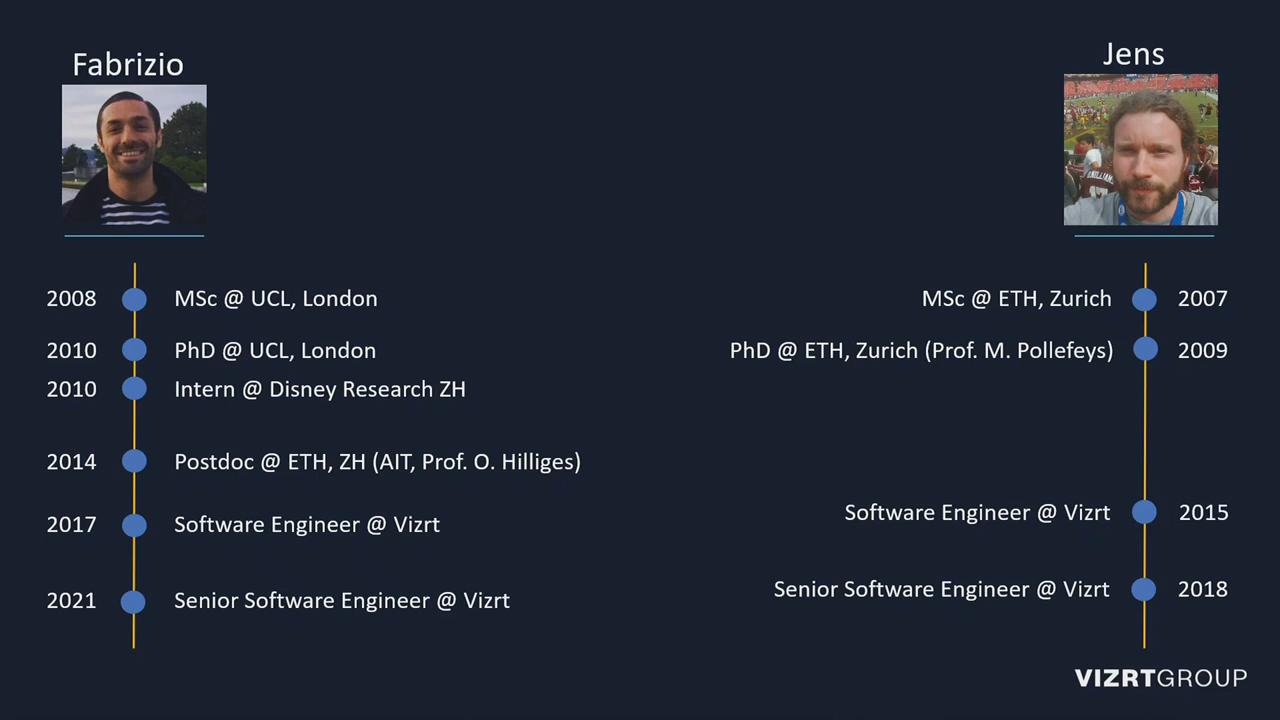 Fabrizio
2008 MSc @ UCL, London
2010 PhD @ UCL, London
2010 Intern @ Disney Research ZH
2014 Postdoc @ ETH, ZH (AIT, Prof. O. Hilliges)
2017 Software Engineer @ Vizrt
2021 Senior Software Engineer @ Vizrt
Jens
MSc @ ETH, Zurich 2007
PhD @ ETH, Zurich (Prof. M. Pollefeys) 2009
Software Engineer @ Vizrt 2015
Senior Software Engineer @ Vizrt 2018
VIZRTGROUP